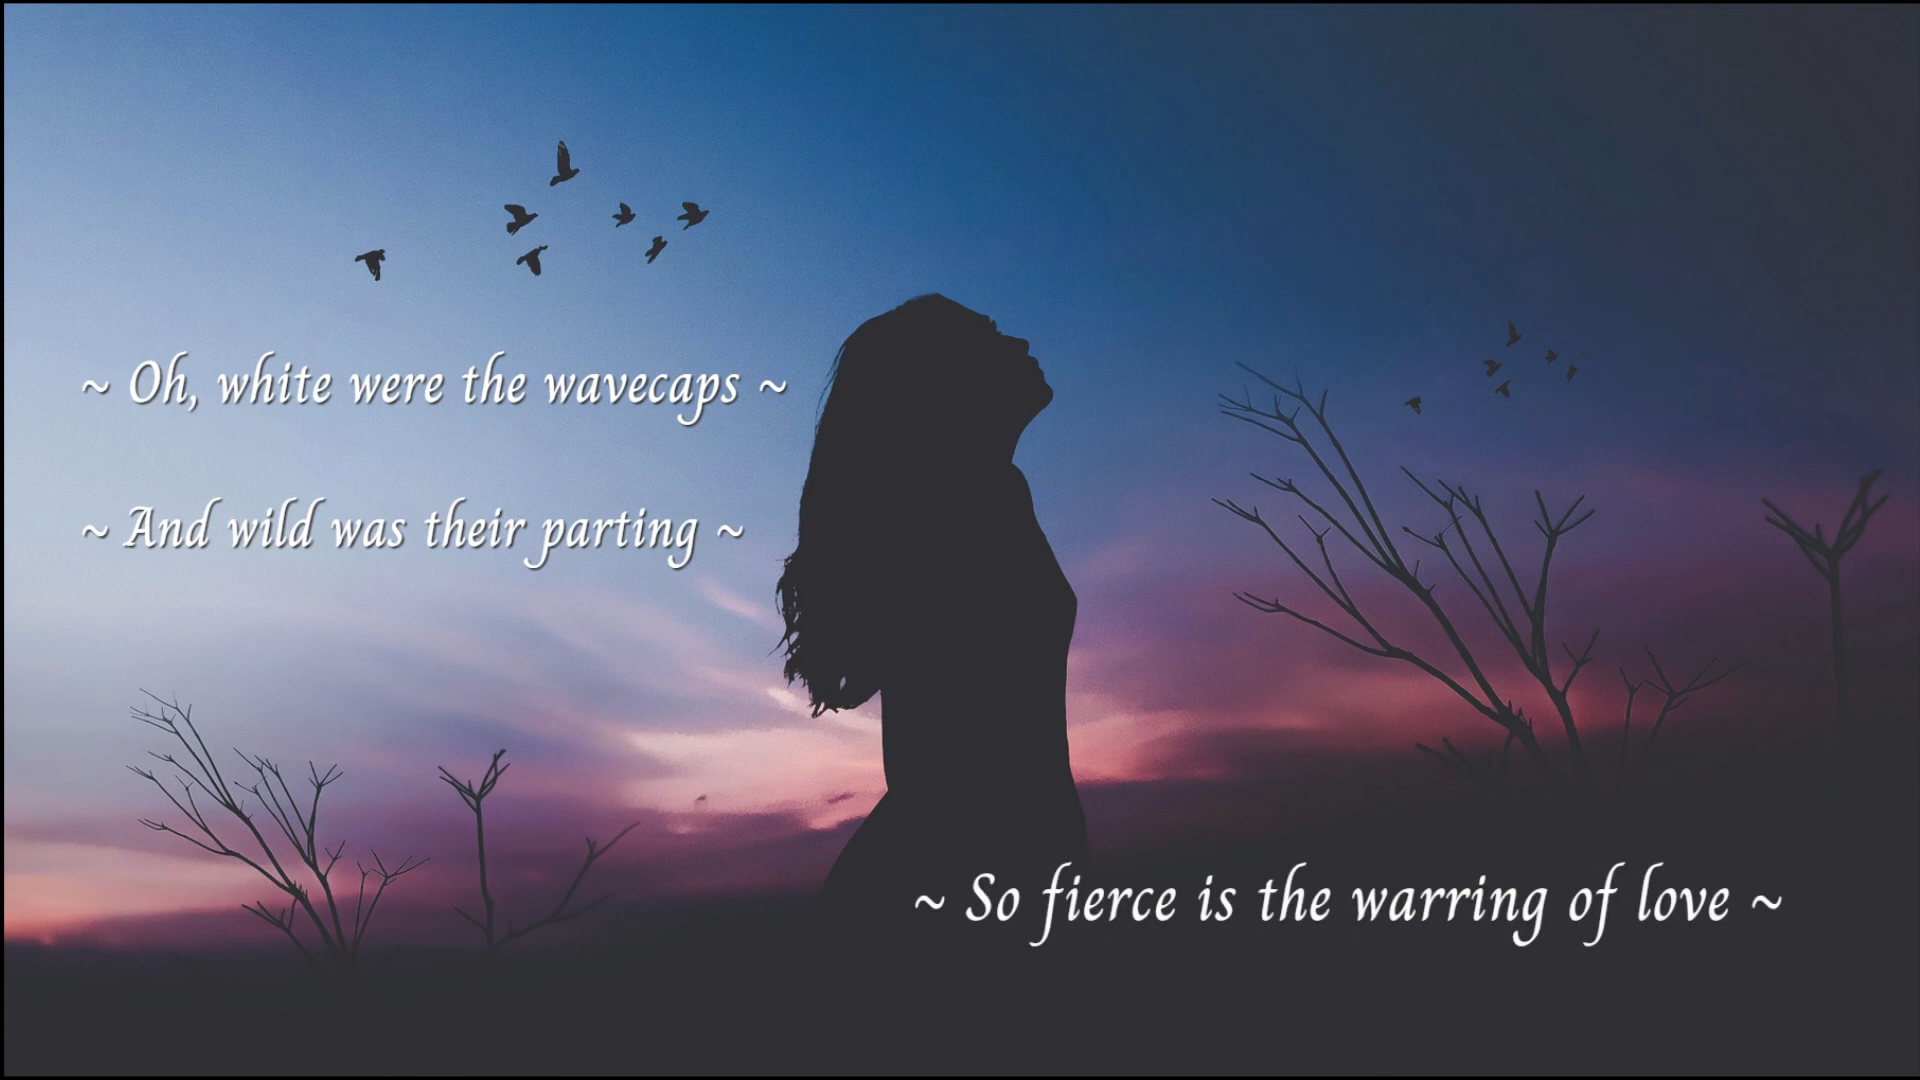 ~ Oh, white were the wavecaps ~
~ And wild was their parting ~
~ So fierce is the warring of love ~